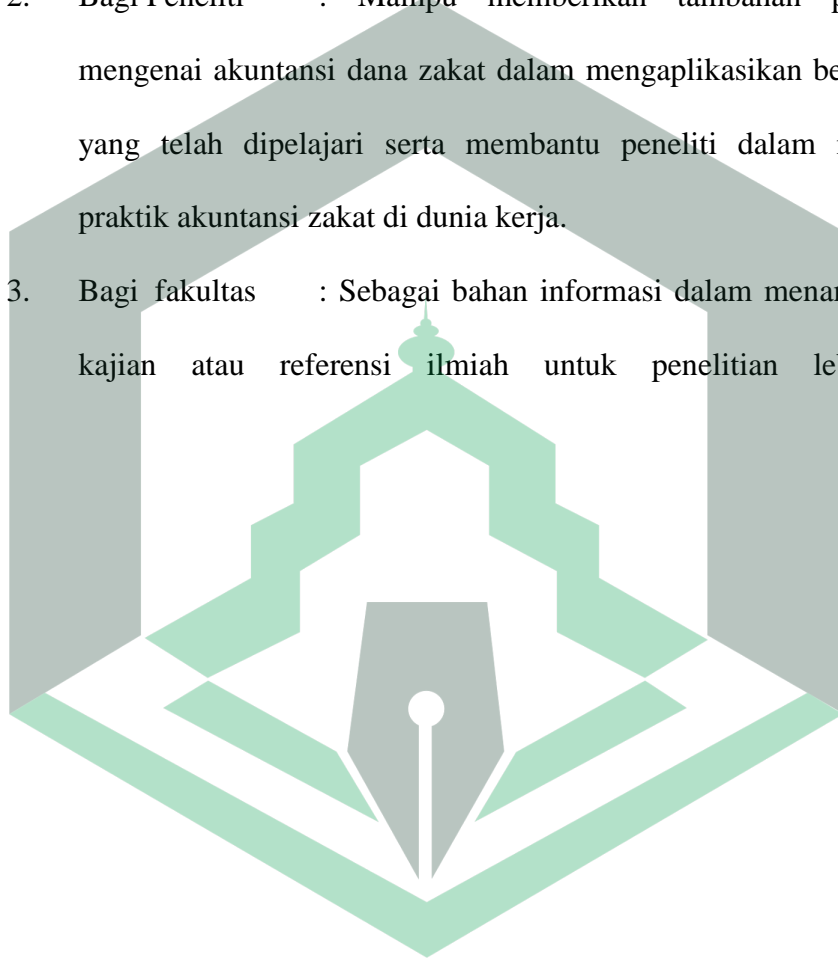 2. Bagi Peneliti : Mampu memberikan tambahan
mengenai akuntansi dana zakat dalam mengaplikasikan
yang telah dipelajari serta membantu peneliti dalam
praktik akuntansi zakat di dunia kerja.
3. Bagi fakultas : Sebagai bahan informasi dalam
kajian atau referensi ilmiah untuk penelitian